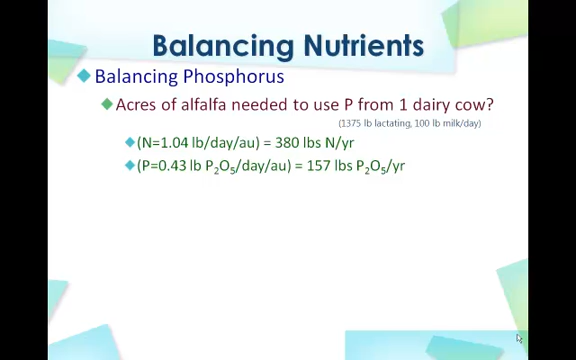 Balancing Nutrients
Balancing Phosphorus
Acres of alfalfa needed to use P from 1 dairy cow?
(1375 lb lactating, 100 lb milk/day)
(N=1.04 lb/day/au) = 380 lbs N/yr
(P=0.43 lb P₂O₅/day/au) = 157 lbs P₂O₅/yr